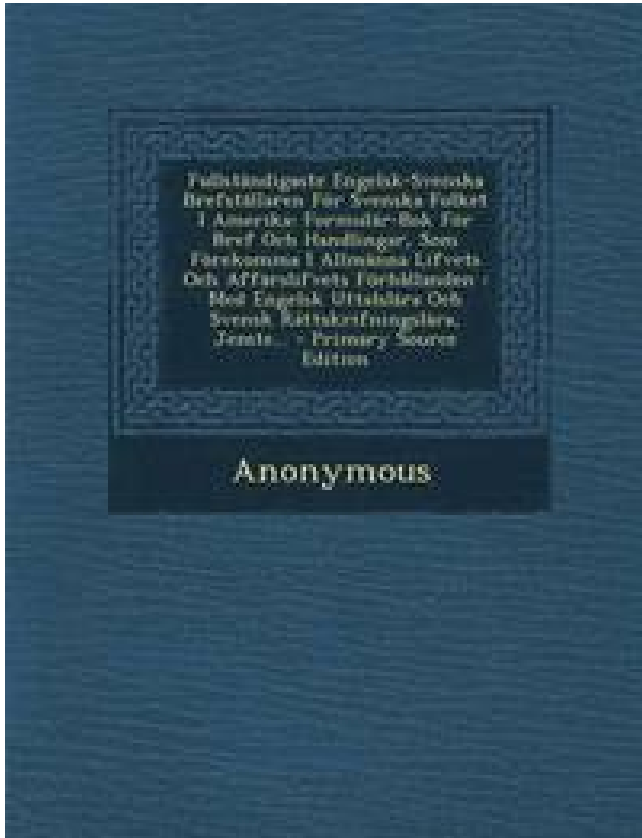 Fullständigaste Engelsk-Svenska
Brefställaren För Svenska Folket
I Amerika: Formulär-Bok För
Bref Och Handlingar, Som
Förekomma I Allmänna Lifvets
Och Affärslifvets Förhållanden :
Med Engelsk Uttalslära Och
Svensk Rättskrifningslära,
Jemte... - Primary Source
Edition
Anonymous